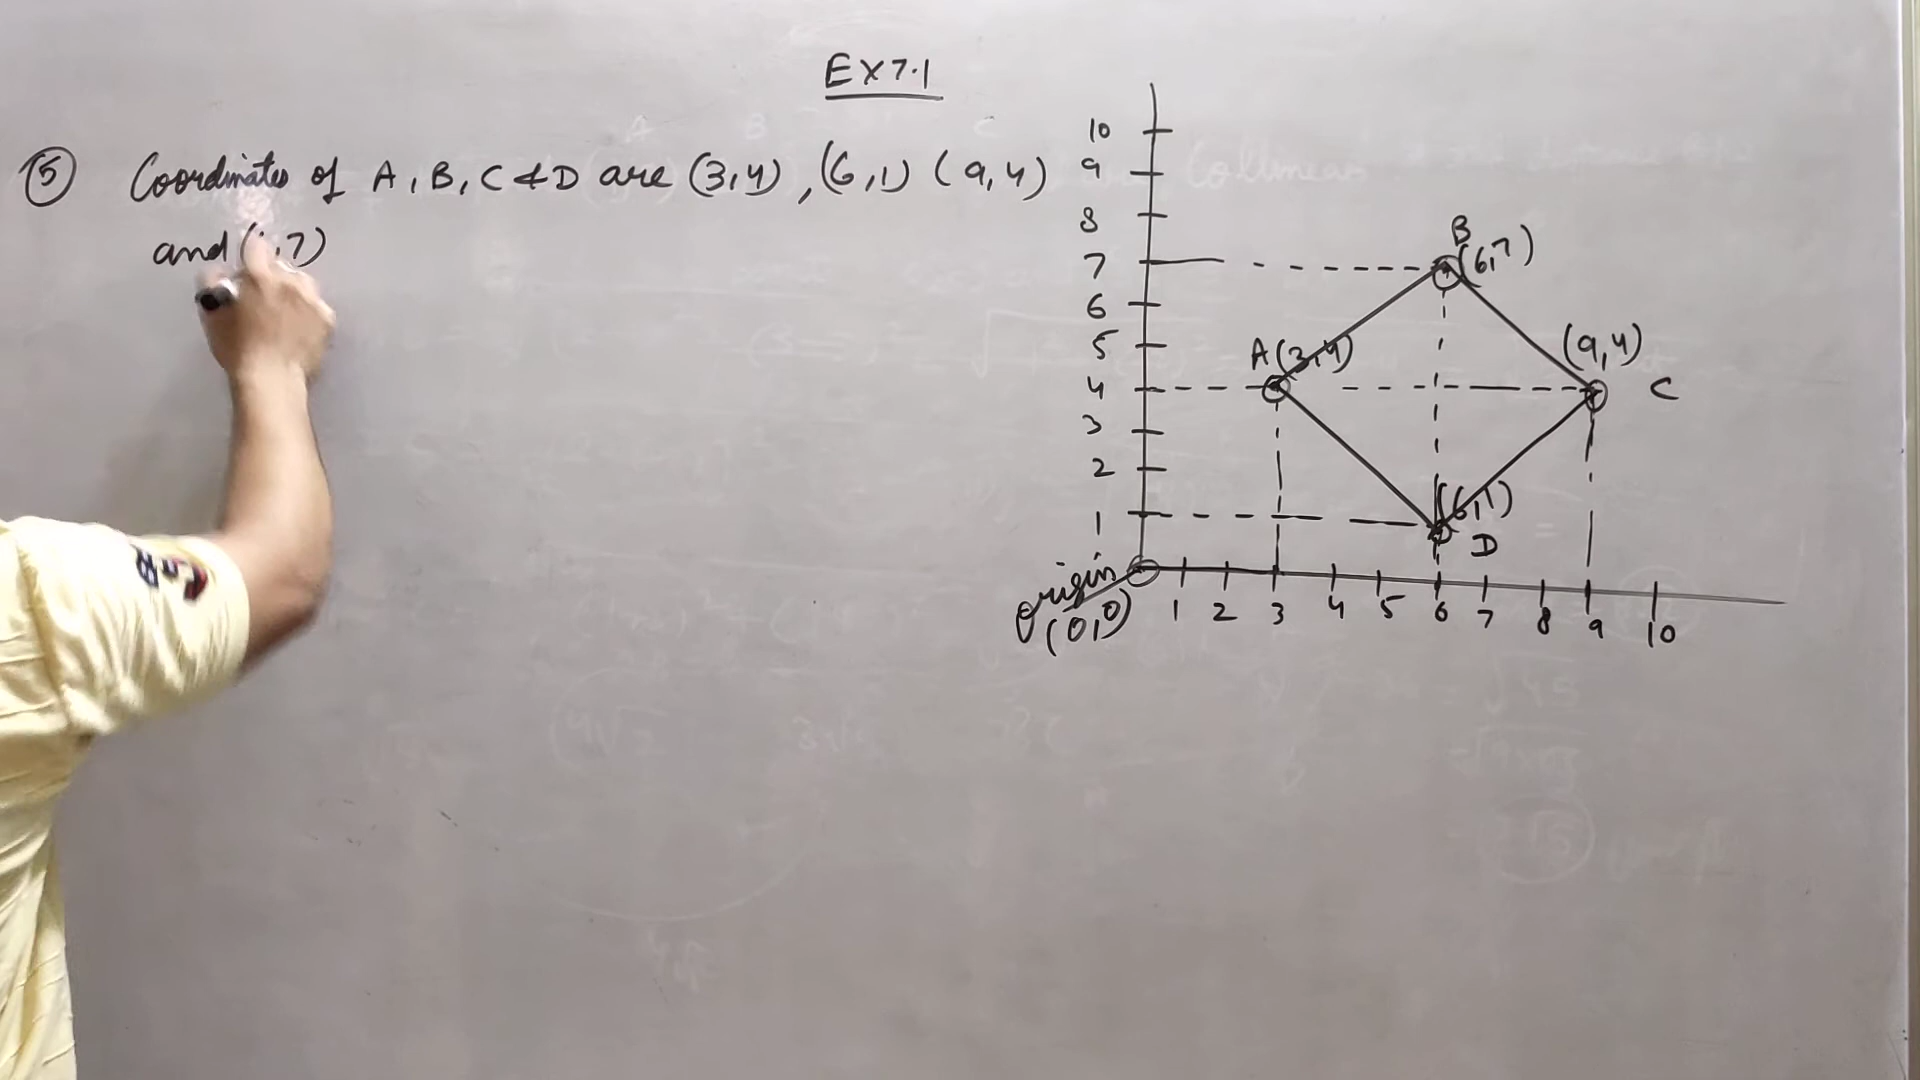 EX 7.1
(5) Coordinates of A, B, C & D are (3,4), (6,1) (9,4)
and ( ,7)
10
9
8
7
6
5
4
3
2
1
B
(6,7)
A(3,4)
(9,4)
C
(6,1)
D
origin
(0,0)
1 2 3 4 5 6 7 8 9 10